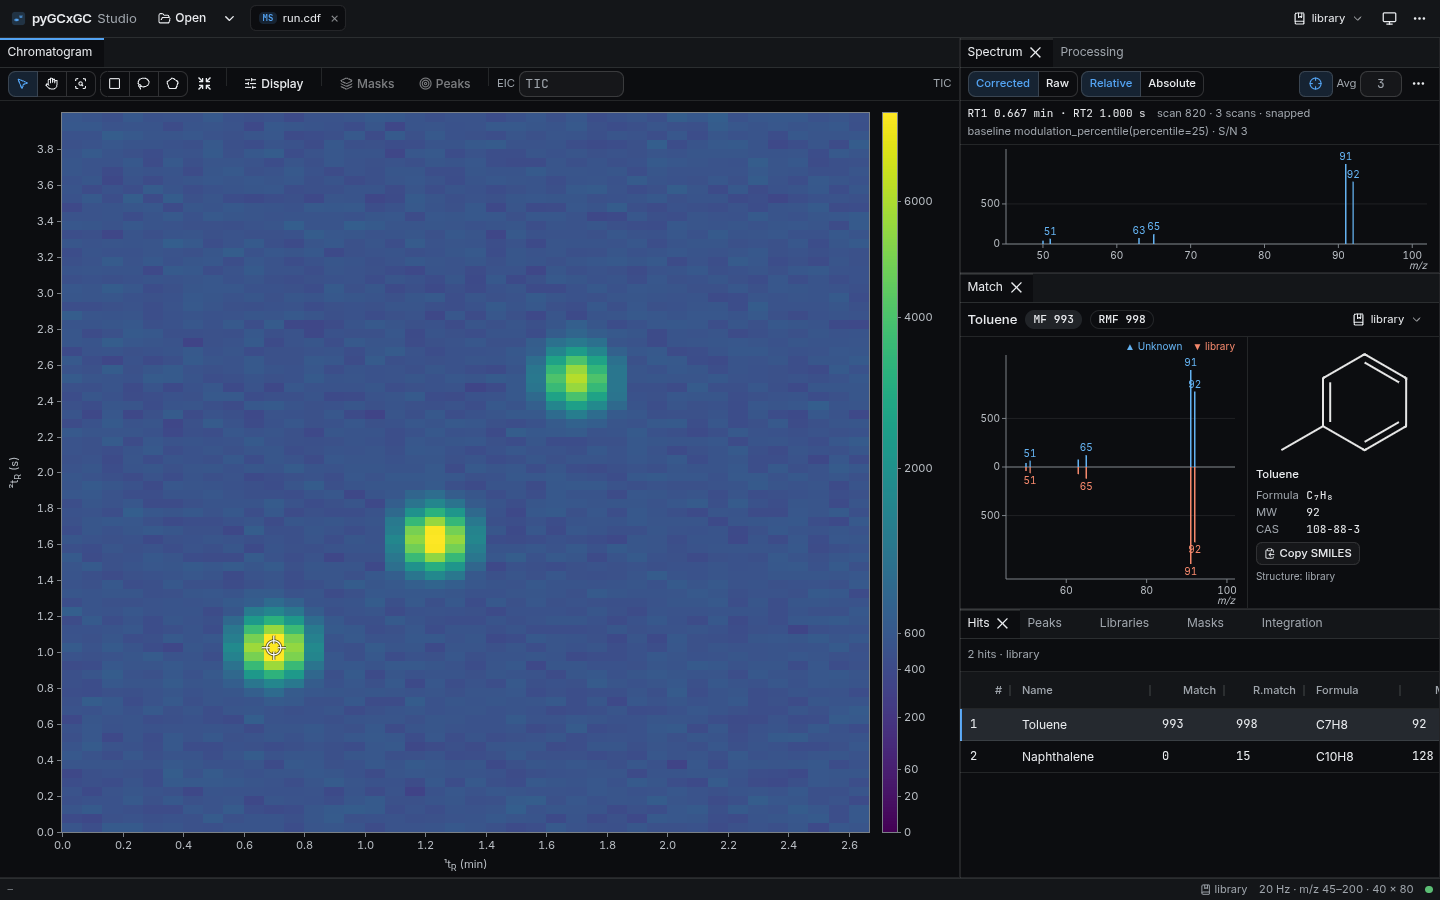 pyGCxGC Studio Open MS run.cdf × library
Chromatogram
Display Masks Peaks EIC TIC TIC
3.8
3.6
3.4
3.2
3.0
2.8
2.6
2.4
2.2
2.0
1.8
1.6
1.4
1.2
1.0
0.8
0.6
0.4
0.2
0.0
²tR (s)
0.0 0.2 0.4 0.6 0.8 1.0 1.2 1.4 1.6 1.8 2.0 2.2 2.4 2.6
¹tR (min)
6000
4000
2000
600
400
200
60
20
0
Spectrum Processing
Corrected Raw Relative Absolute Avg 3
RT1 0.667 min · RT2 1.000 s scan 820 · 3 scans · snapped
baseline modulation_percentile(percentile=25) · S/N 3
91
92
500
51 63 65
0
50 60 70 80 90 100
m/z
Match
Toluene MF 993 RMF 998 library
▲ Unknown ▼ library
91
92
500
51 65
0
51 65
500
92
91
60 80 100
m/z
Toluene
Formula C₇H₈
MW 92
CAS 108-88-3
Copy SMILES
Structure: library
Hits Peaks Libraries Masks Integration
2 hits · library
# Name Match R.match Formula
1 Toluene 993 998 C7H8 92
2 Naphthalene 0 15 C10H8 128
– library 20 Hz · m/z 45–200 · 40 × 80